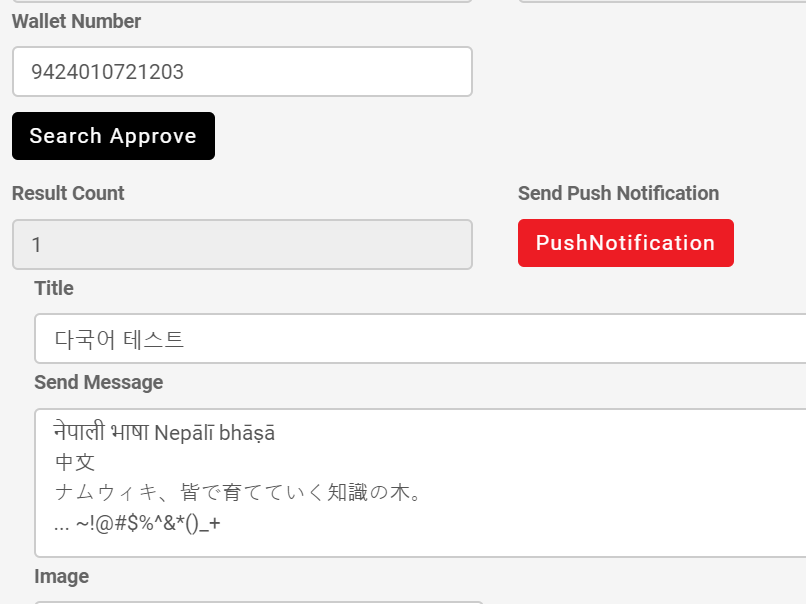 Wallet Number
9424010721203
Search Approve
Result Count
Send Push Notification
1
PushNotification
Title
다국어 테스트
Send Message
नेपाली भाषा Nepālī bhāṣā
中文
ナムウィキ、皆で育てていく知識の木。
... ~!@#$%^&*()_+
Image